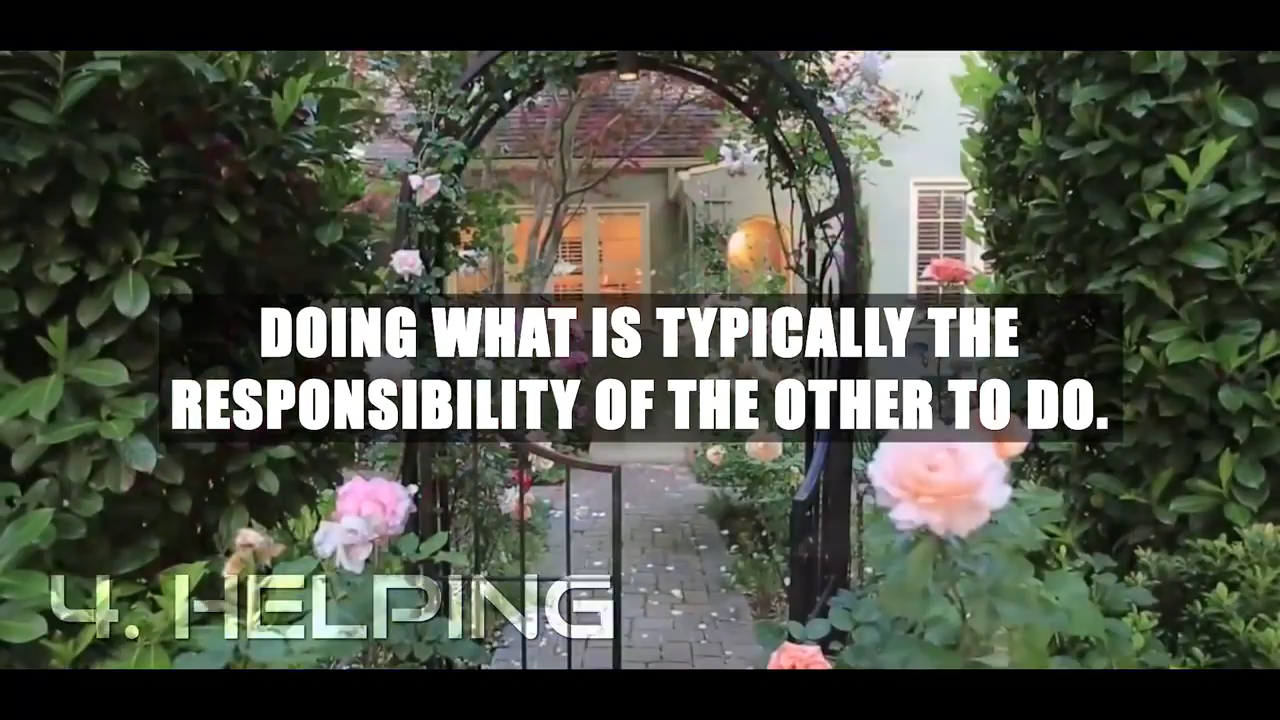 DOING WHAT IS TYPICALLY THE
RESPONSIBILITY OF THE OTHER TO DO.
4. HELPING